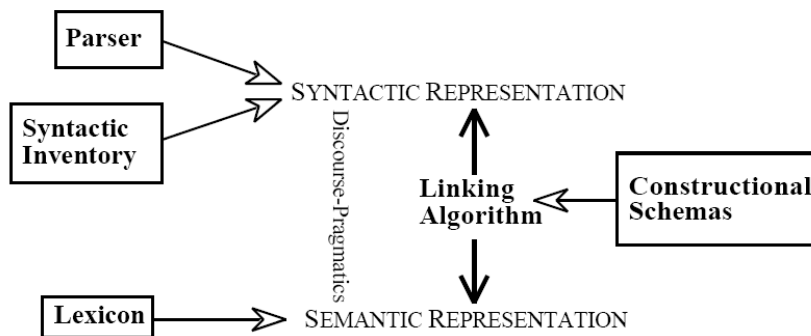 Parser
SYNTACTIC REPRESENTATION
Syntactic
Inventory
Discourse-Pragmatics
Linking
Algorithm
Constructional
Schemas
Lexicon
SEMANTIC REPRESENTATION